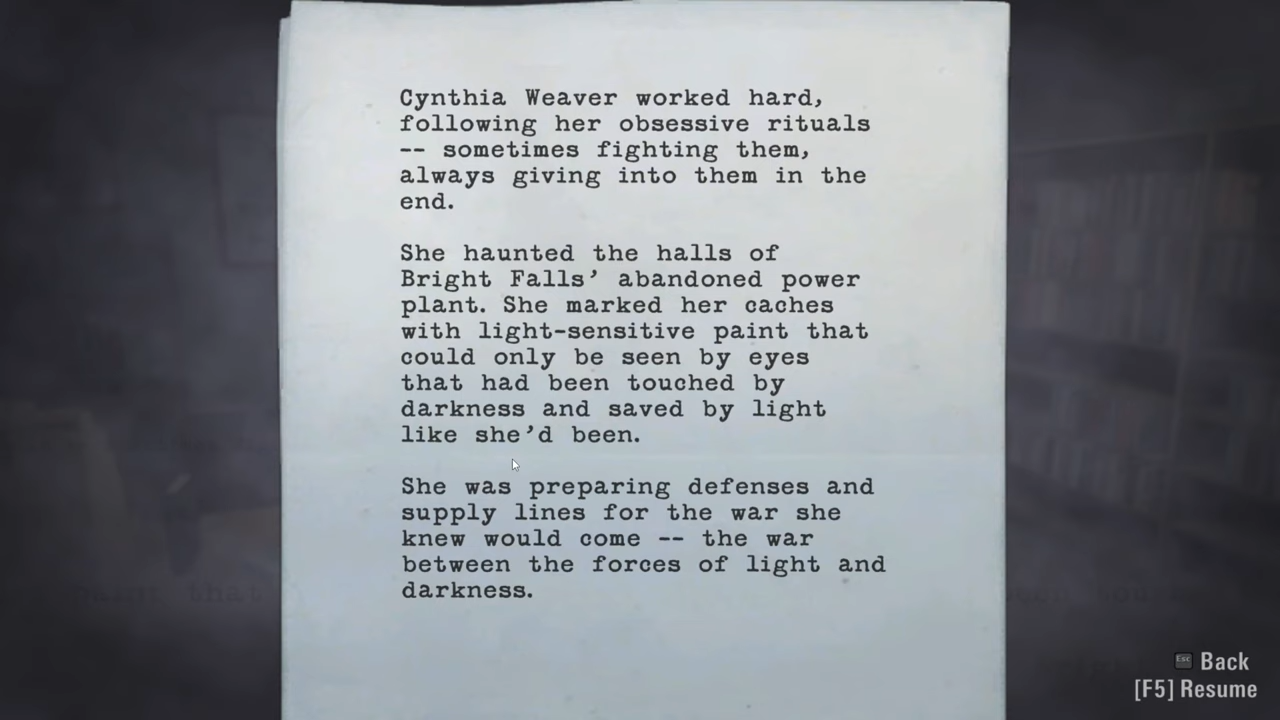 Cynthia Weaver worked hard,
following her obsessive rituals
-- sometimes fighting them,
always giving into them in the
end.
She haunted the halls of
Bright Falls’ abandoned power
plant. She marked her caches
with light-sensitive paint that
could only be seen by eyes
that had been touched by
darkness and saved by light
like she’d been.
She was preparing defenses and
supply lines for the war she
knew would come -- the war
between the forces of light and
darkness.
paint that
Esc Back
[F5] Resume